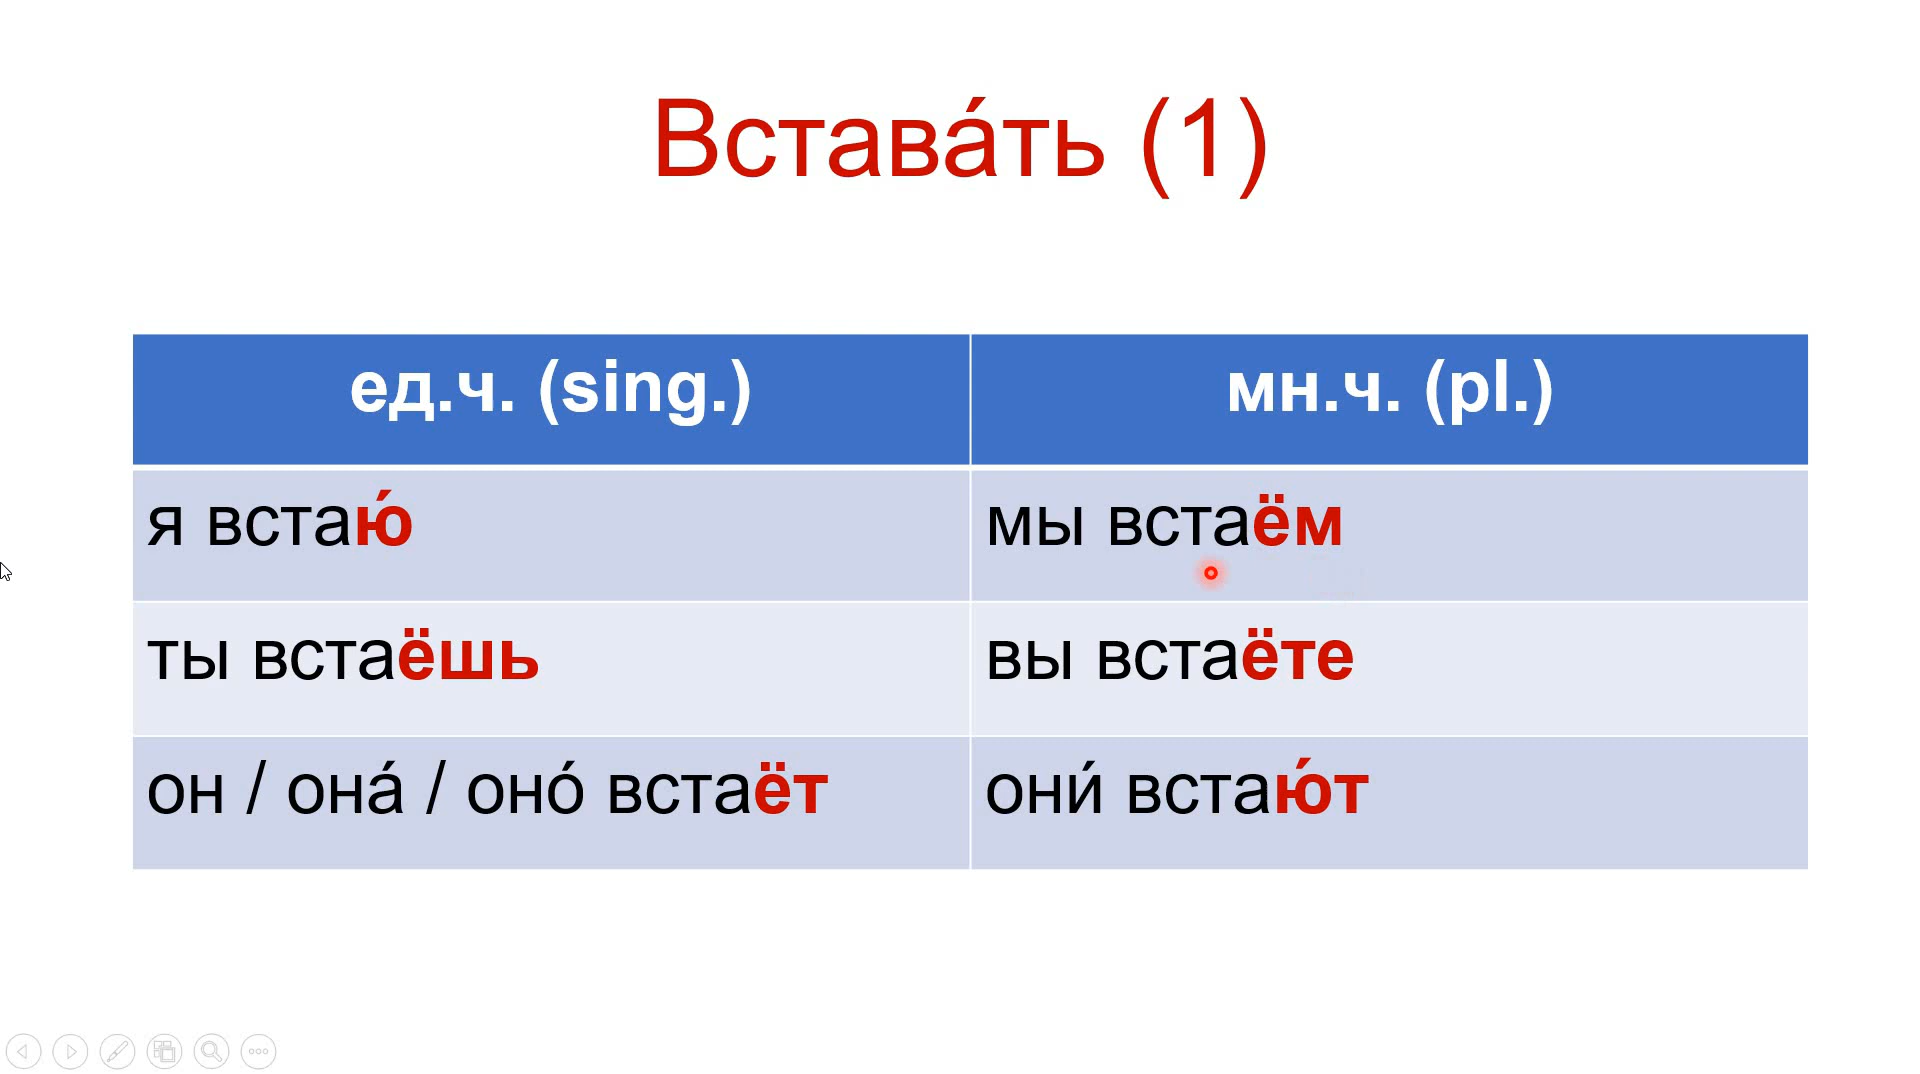 Встава́ть (1)
ед.ч. (sing.) мн.ч. (pl.)
я встаю́ мы встаём
ты встаёшь вы встаёте
он / она́ / оно́ встаёт они́ встаю́т